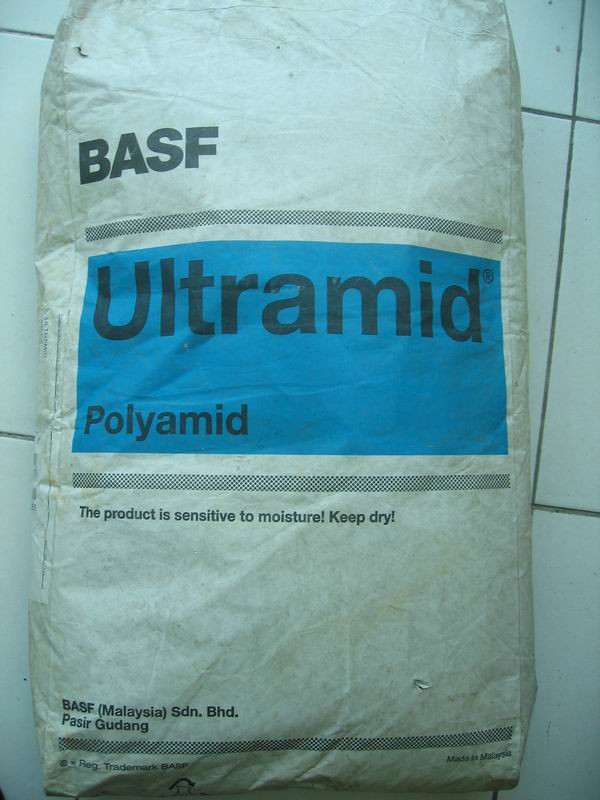 BASF
Ultramid®
Polyamid
The product is sensitive to moisture! Keep dry!
BASF (Malaysia) Sdn. Bhd.
Pasir Gudang
® = Reg. Trademark BASF
Made in Malaysia
ULTRAMID